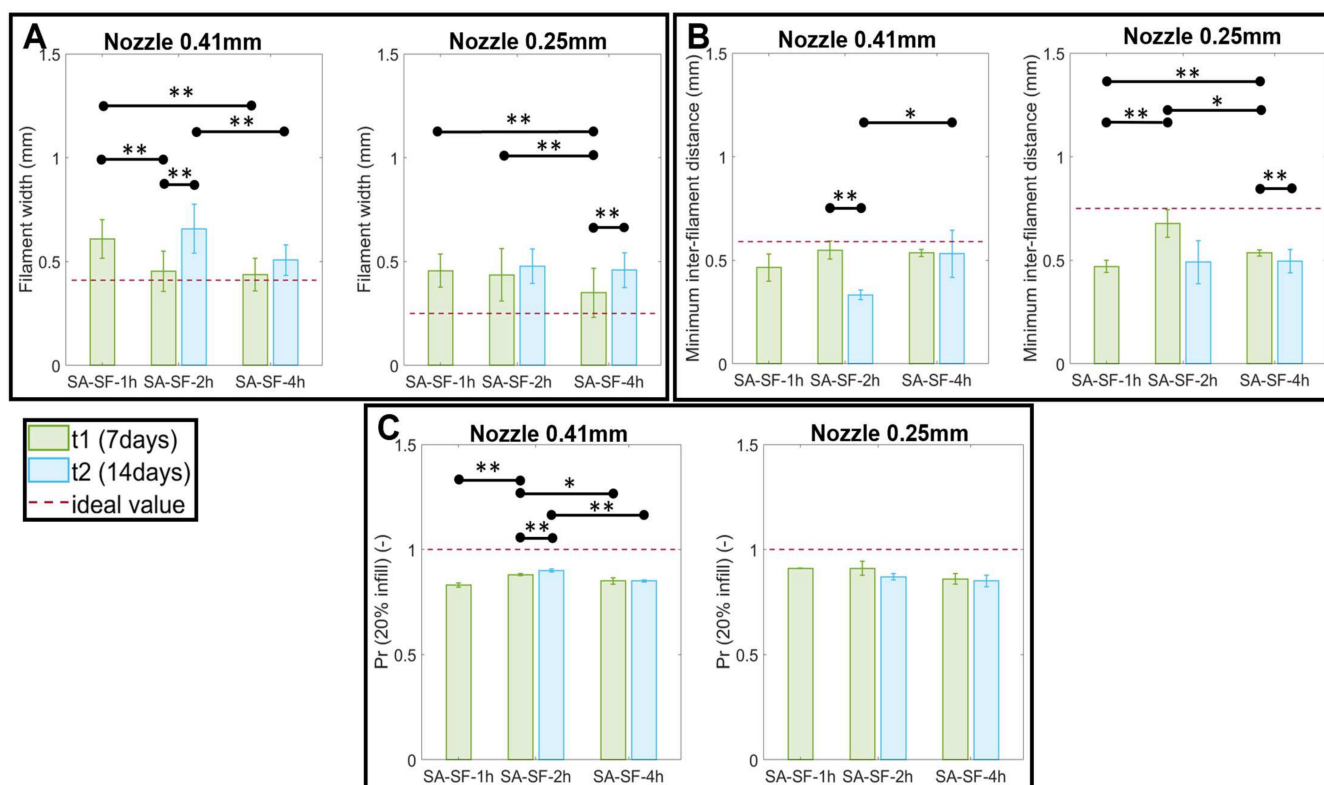 A
Nozzle 0.41mm
Filament width (mm)
1.5
1
0.5
0
**
**
**
**
SA-SF-1h SA-SF-2h SA-SF-4h
Nozzle 0.25mm
Filament width (mm)
1.5
1
0.5
0
**
**
**
SA-SF-1h SA-SF-2h SA-SF-4h
B
Nozzle 0.41mm
Minimum inter-filament distance (mm)
1.5
1
0.5
0
*
**
SA-SF-1h SA-SF-2h SA-SF-4h
Nozzle 0.25mm
Minimum inter-filament distance (mm)
1.5
1
0.5
0
**
*
**
**
SA-SF-1h SA-SF-2h SA-SF-4h
t1 (7days)
t2 (14days)
ideal value
C
Nozzle 0.41mm
Pr (20% infill) (-)
1.5
1
0.5
0
**
*
**
**
SA-SF-1h SA-SF-2h SA-SF-4h
Nozzle 0.25mm
Pr (20% infill) (-)
1.5
1
0.5
0
SA-SF-1h SA-SF-2h SA-SF-4h